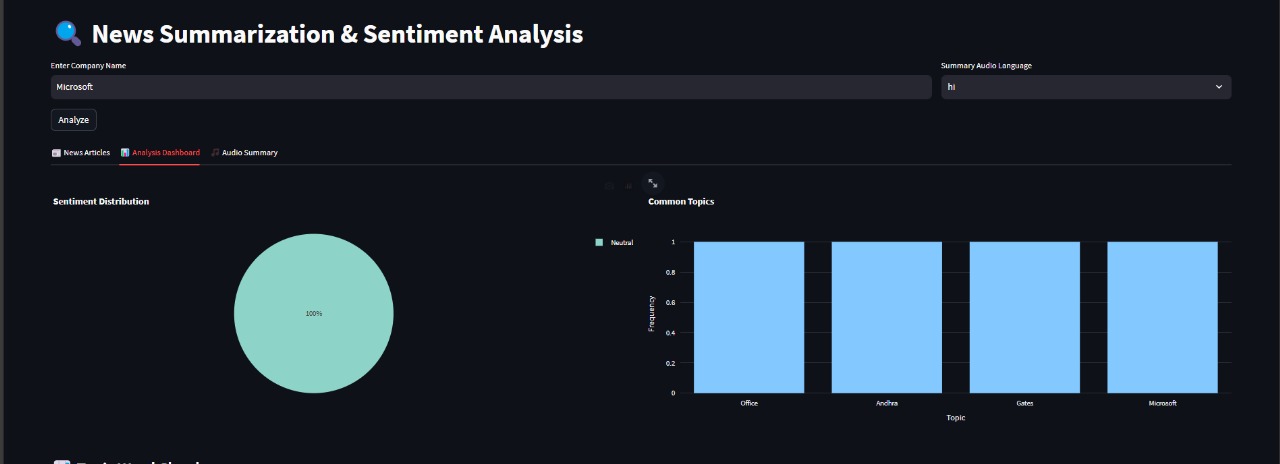 News Summarization & Sentiment Analysis
Enter Company Name
Summary Audio Language
Microsoft
hi
Analyze
News Articles
Analysis Dashboard
Audio Summary
Sentiment Distribution
100%
Neutral
Common Topics
Frequency
1
0.8
0.6
0.4
0.2
0
Office
Andhra
Gates
Microsoft
Topic